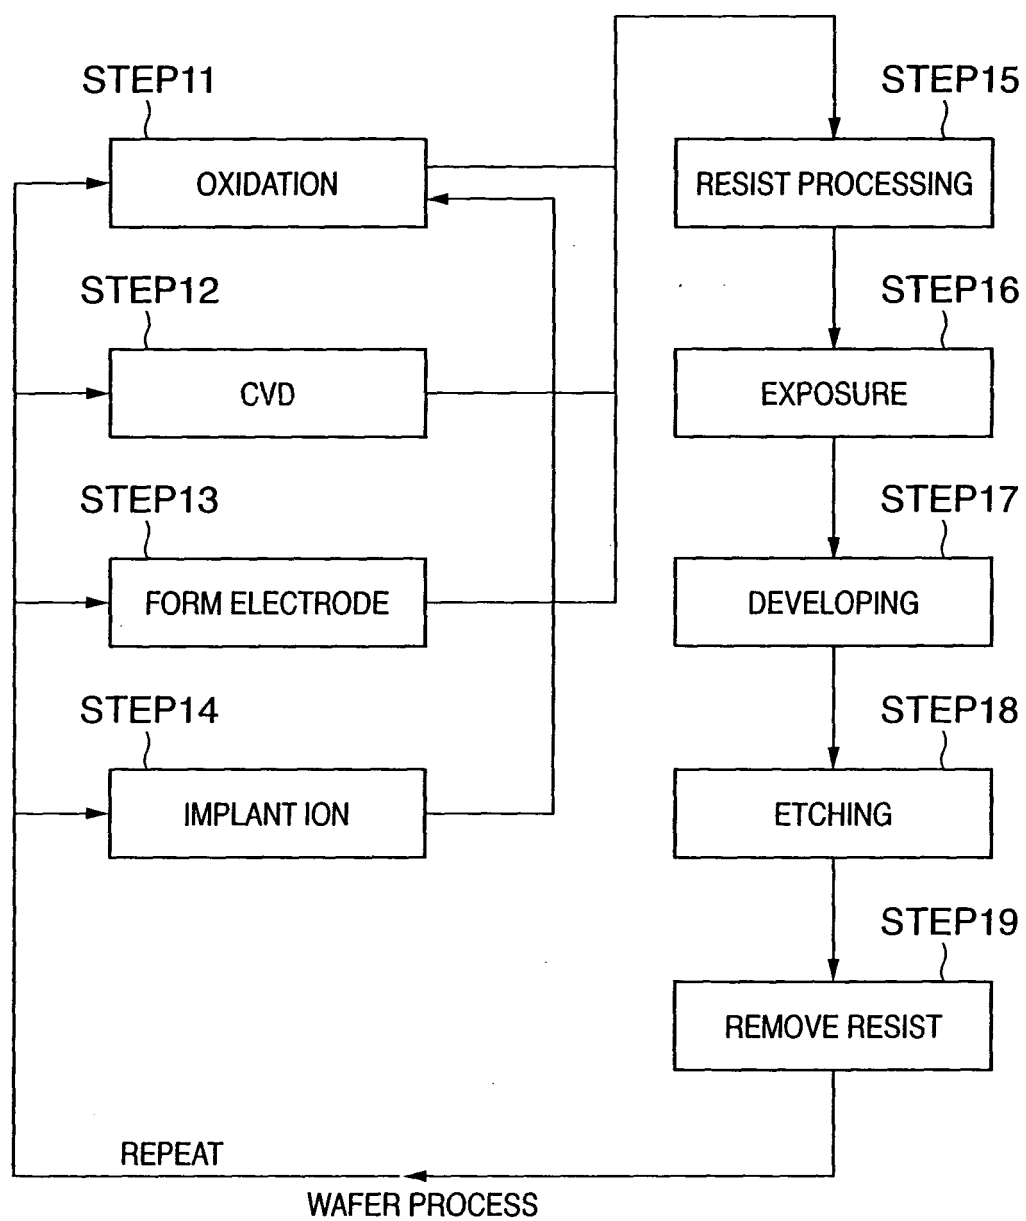 STEP11
OXIDATION
STEP12
CVD
STEP13
FORM ELECTRODE
STEP14
IMPLANT ION
STEP15
RESIST PROCESSING
STEP16
EXPOSURE
STEP17
DEVELOPING
STEP18
ETCHING
STEP19
REMOVE RESIST
REPEAT
WAFER PROCESS